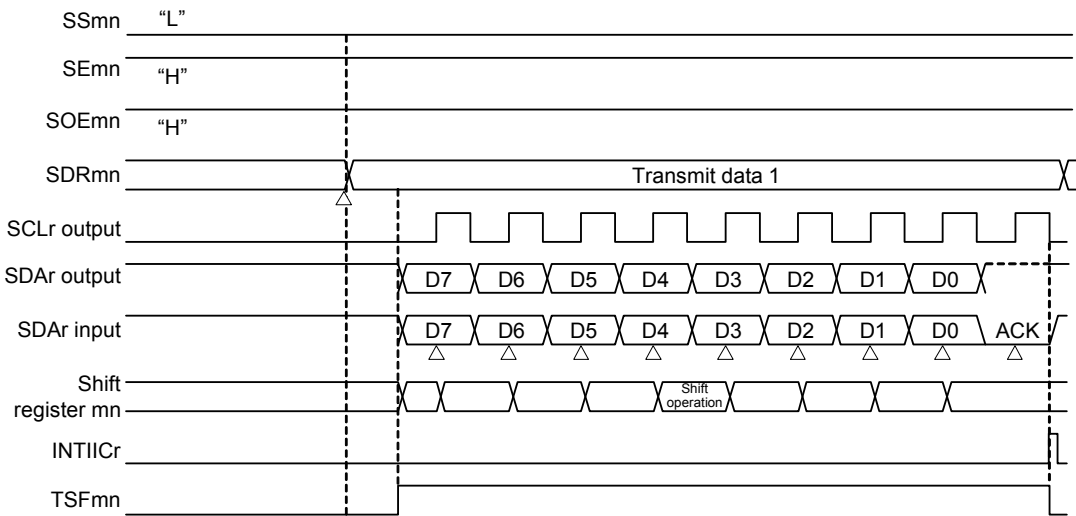 SSmn “L”
SEmn “H”
SOEmn “H”
SDRmn Transmit data 1
SCLr output
SDAr output D7 D6 D5 D4 D3 D2 D1 D0
SDAr input D7 D6 D5 D4 D3 D2 D1 D0 ACK
Shift
register mn
Shift
operation
INTIICr
TSFmn